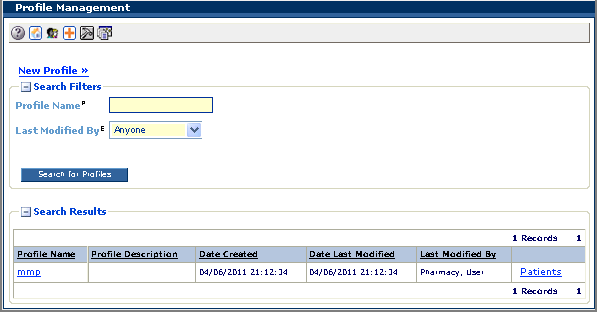 Profile Management
New Profile »
Search Filters
Profile Name P
Last Modified By E Anyone
Search for Profiles
Search Results
1 Records 1
Profile Name Profile Description Date Created Date Last Modified Last Modified By
mmp 04/06/2011 21:12:34 04/06/2011 21:12:34 Pharmacy, User Patients
1 Records 1